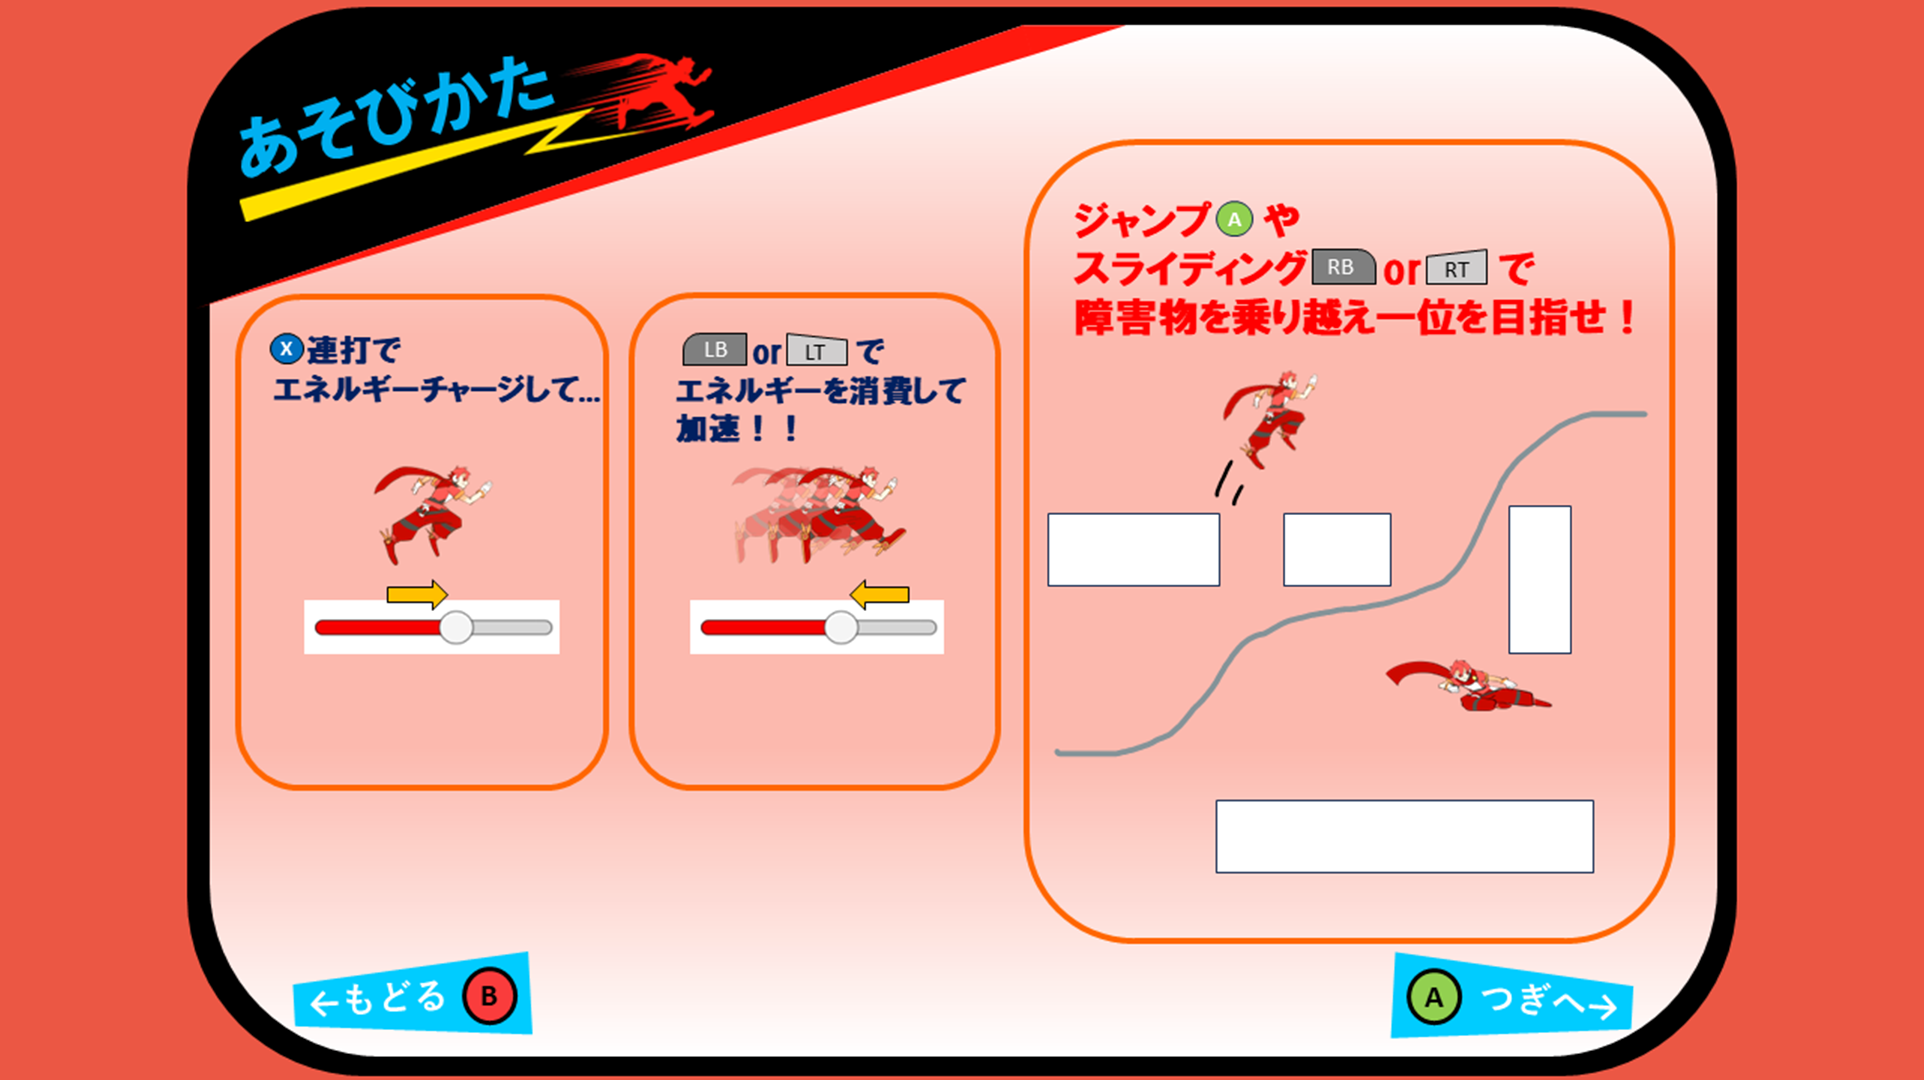 あそびかた
X連打で
エネルギーチャージして...
LB or LT で
エネルギーを消費して
加速！！
ジャンプ A や
スライディング RB or RT で
障害物を乗り越え一位を目指せ！
←もどる B
A つぎへ→